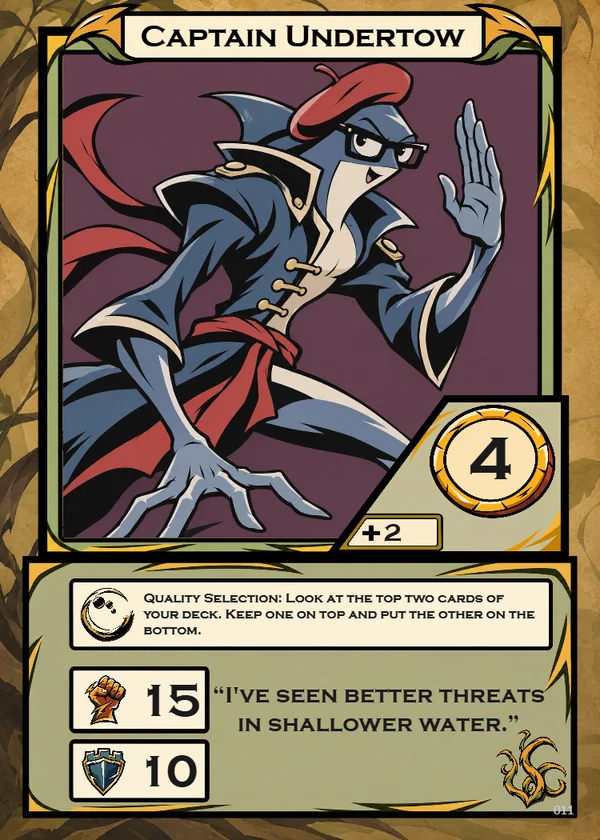 Captain Undertow
4
+2
Quality Selection: Look at the top two cards of
your deck. Keep one on top and put the other on the
bottom.
15
“I've seen better threats
in shallower water.”
10
011